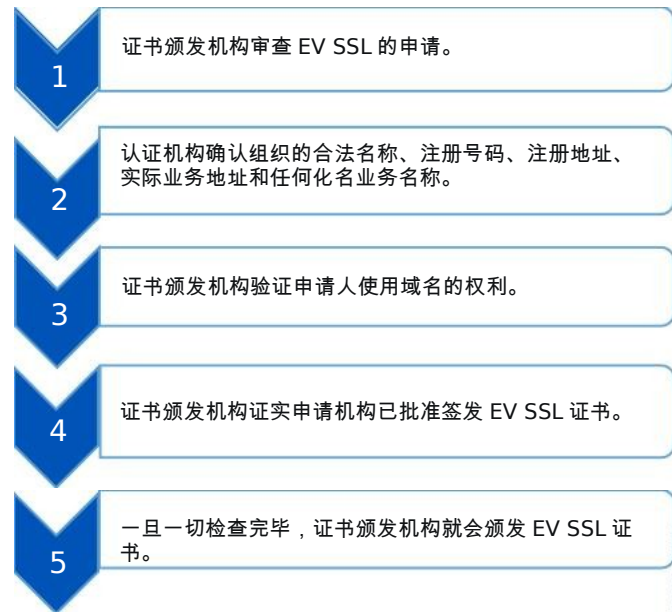 1
证书颁发机构审查 EV SSL 的申请。
2
认证机构确认组织的合法名称、注册号码、注册地址、
实际业务地址和任何化名业务名称。
3
证书颁发机构验证申请人使用域名的权利。
4
证书颁发机构证实申请机构已批准签发 EV SSL 证书。
5
一旦一切检查完毕，证书颁发机构就会颁发 EV SSL 证
书。